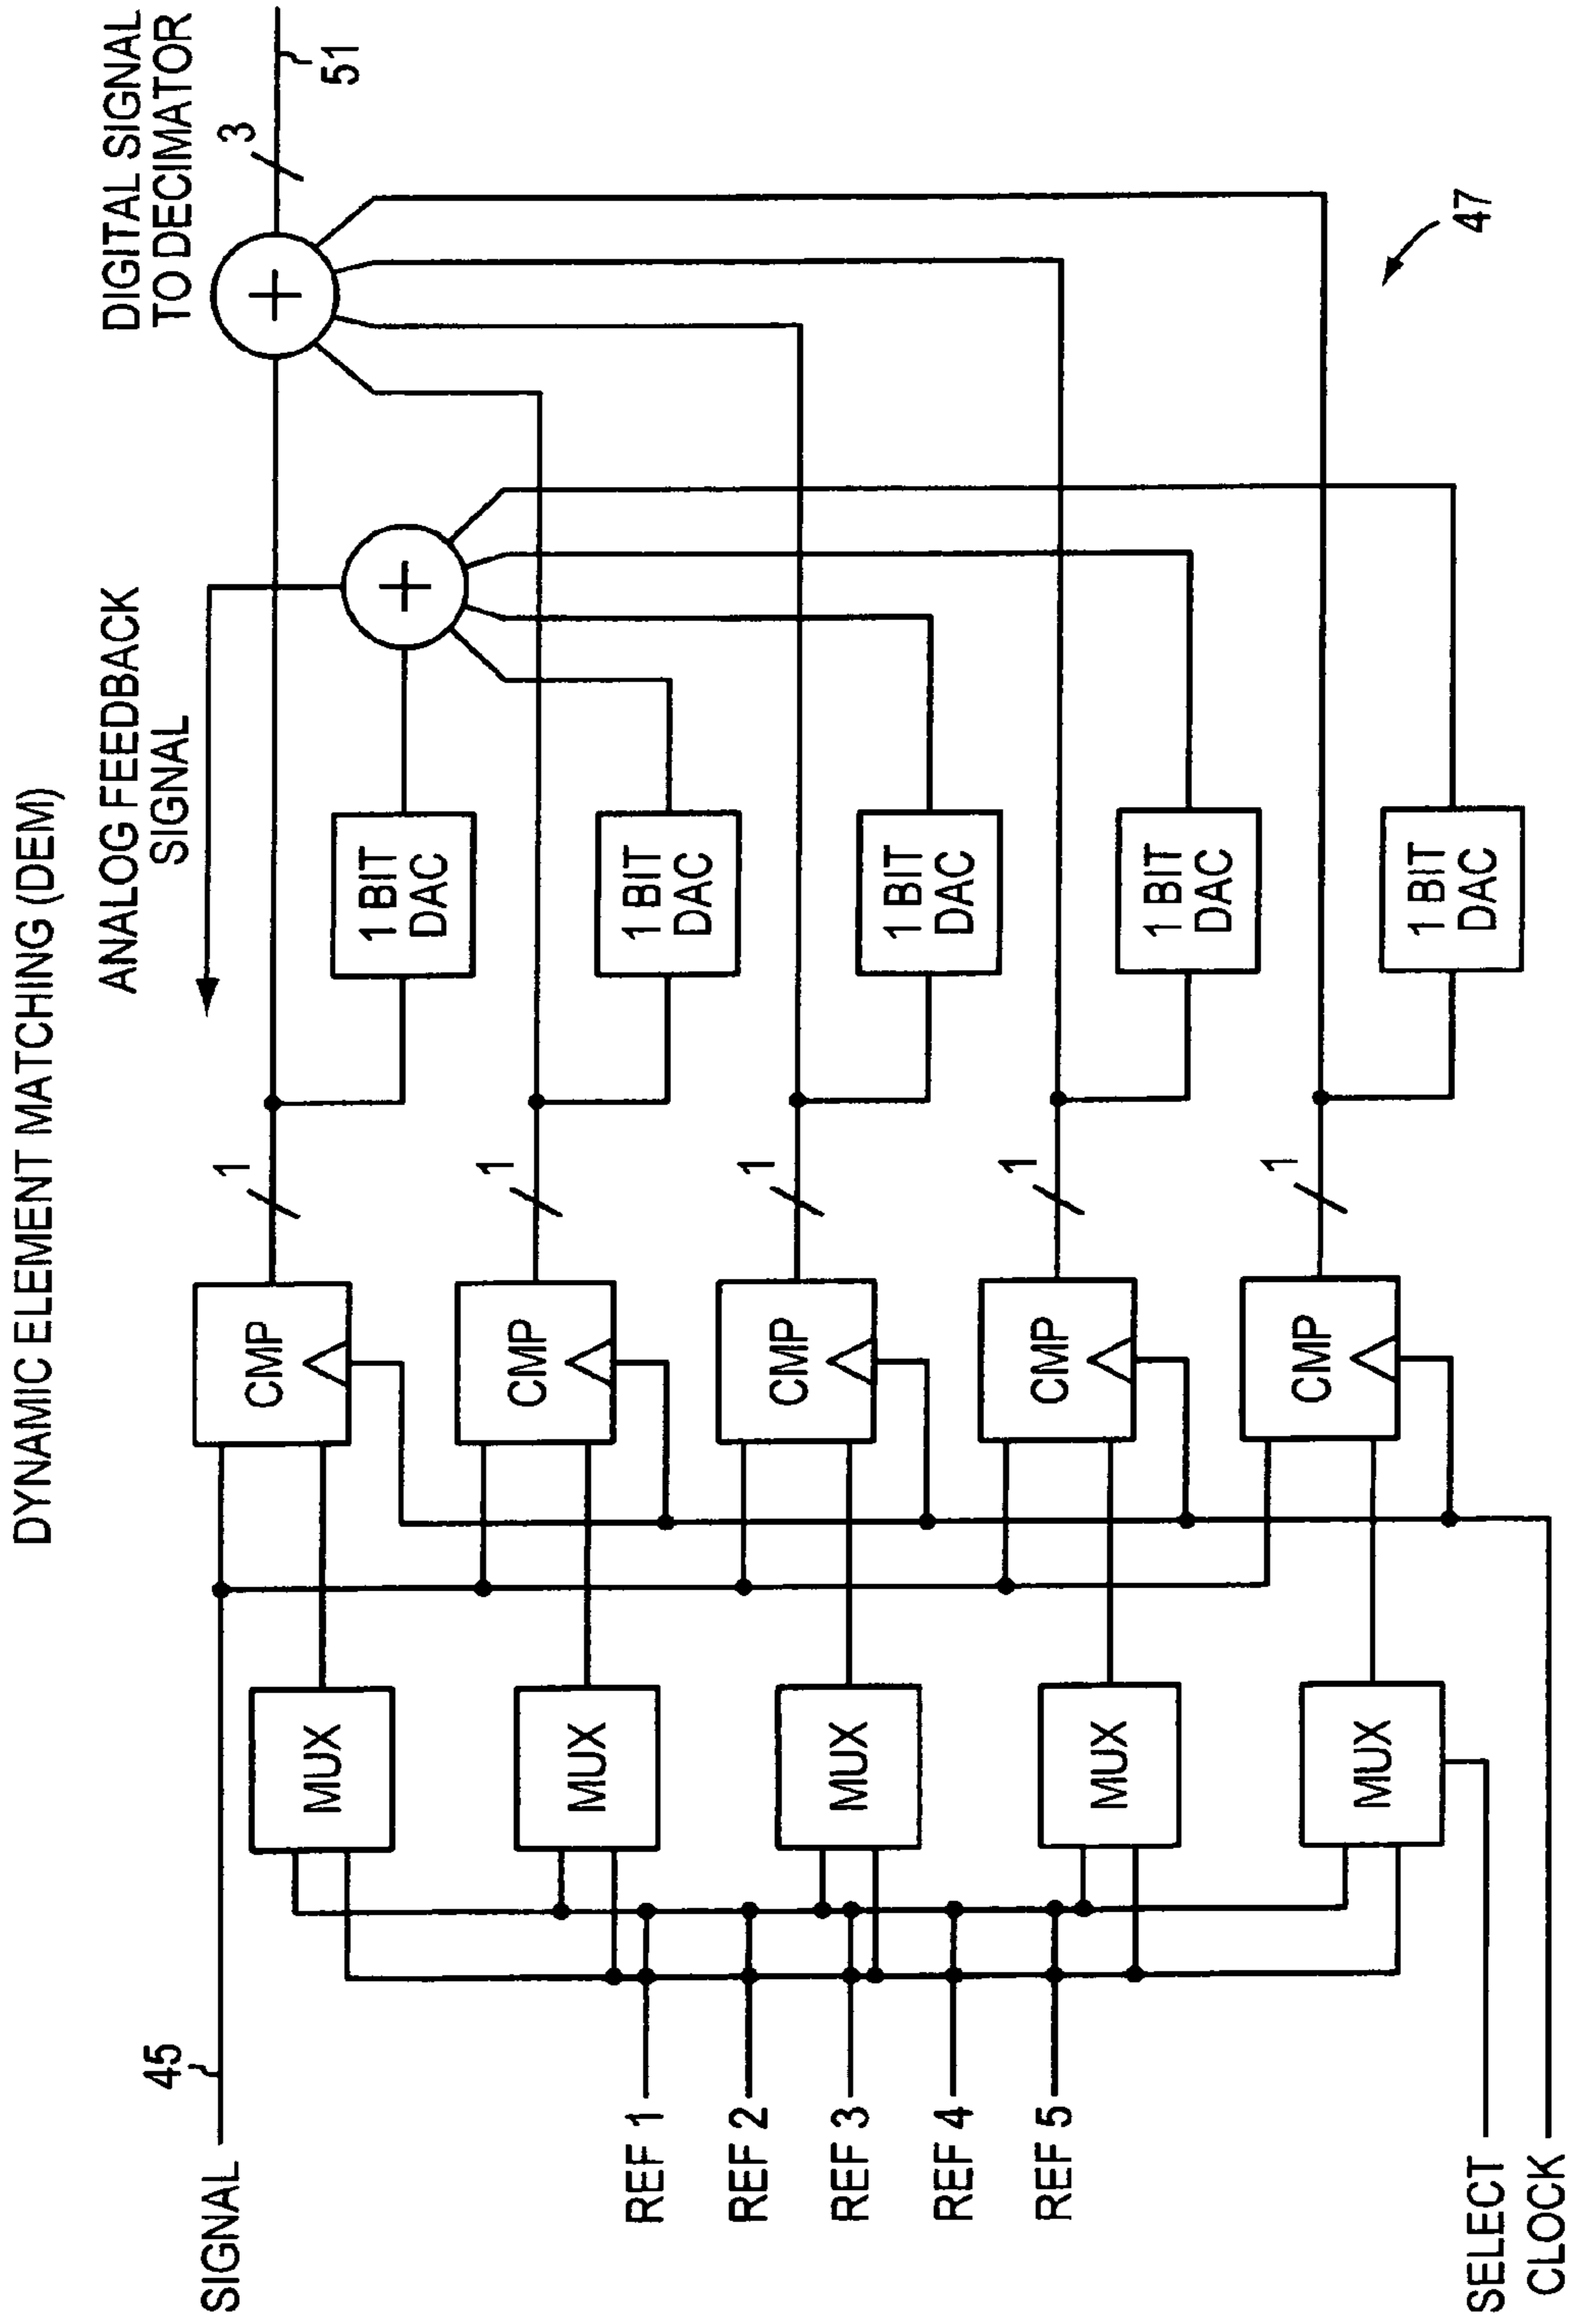 DYNAMIC ELEMENT MATCHING (DEM)
ANALOG FEEDBACK
SIGNAL
DIGITAL SIGNAL
TO DECIMATOR
SIGNAL
45
3
51
MUX
CMP
1
1 BIT
DAC
MUX
CMP
1
1 BIT
DAC
MUX
CMP
1
1 BIT
DAC
MUX
CMP
1
1 BIT
DAC
MUX
CMP
1
1 BIT
DAC
REF 1
REF 2
REF 3
REF 4
REF 5
SELECT
CLOCK
47